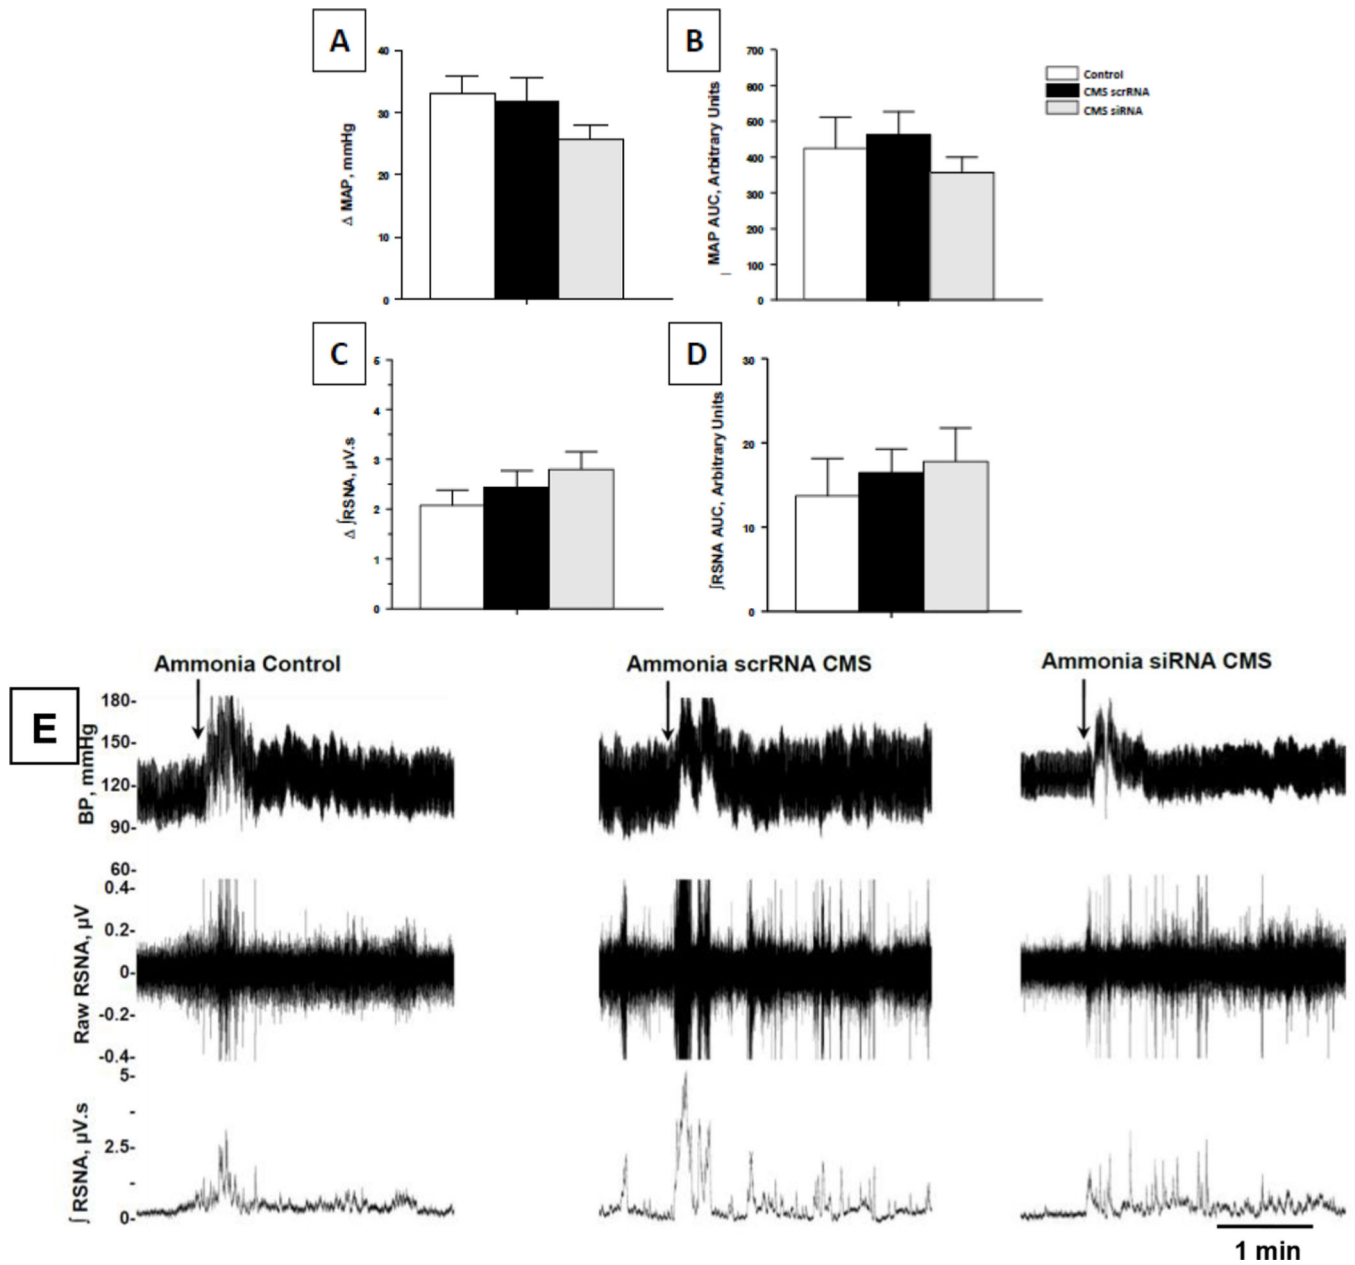 A
40
30
20
10
0
Δ MAP, mmHg
B
700
600
500
400
300
200
100
0
MAP AUC, Arbitrary Units
Control
CMS scrRNA
CMS siRNA
C
5
4
3
2
1
0
Δ ∫RSNA, µV.s
D
30
20
10
0
∫RSNA AUC, Arbitrary Units
Ammonia Control
Ammonia scrRNA CMS
Ammonia siRNA CMS
E
180-
150-
120-
90-
60-
BP, mmHg
0.4-
0.2-
0-
-0.2-
-0.4-
Raw RSNA, µV
5-
-
2.5-
-
0-
∫ RSNA, µV.s
1 min